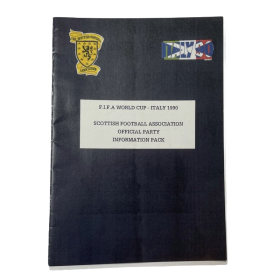 F.I.F.A WORLD CUP - ITALY 1990
SCOTTISH FOOTBALL ASSOCIATION
OFFICIAL PARTY
INFORMATION PACK